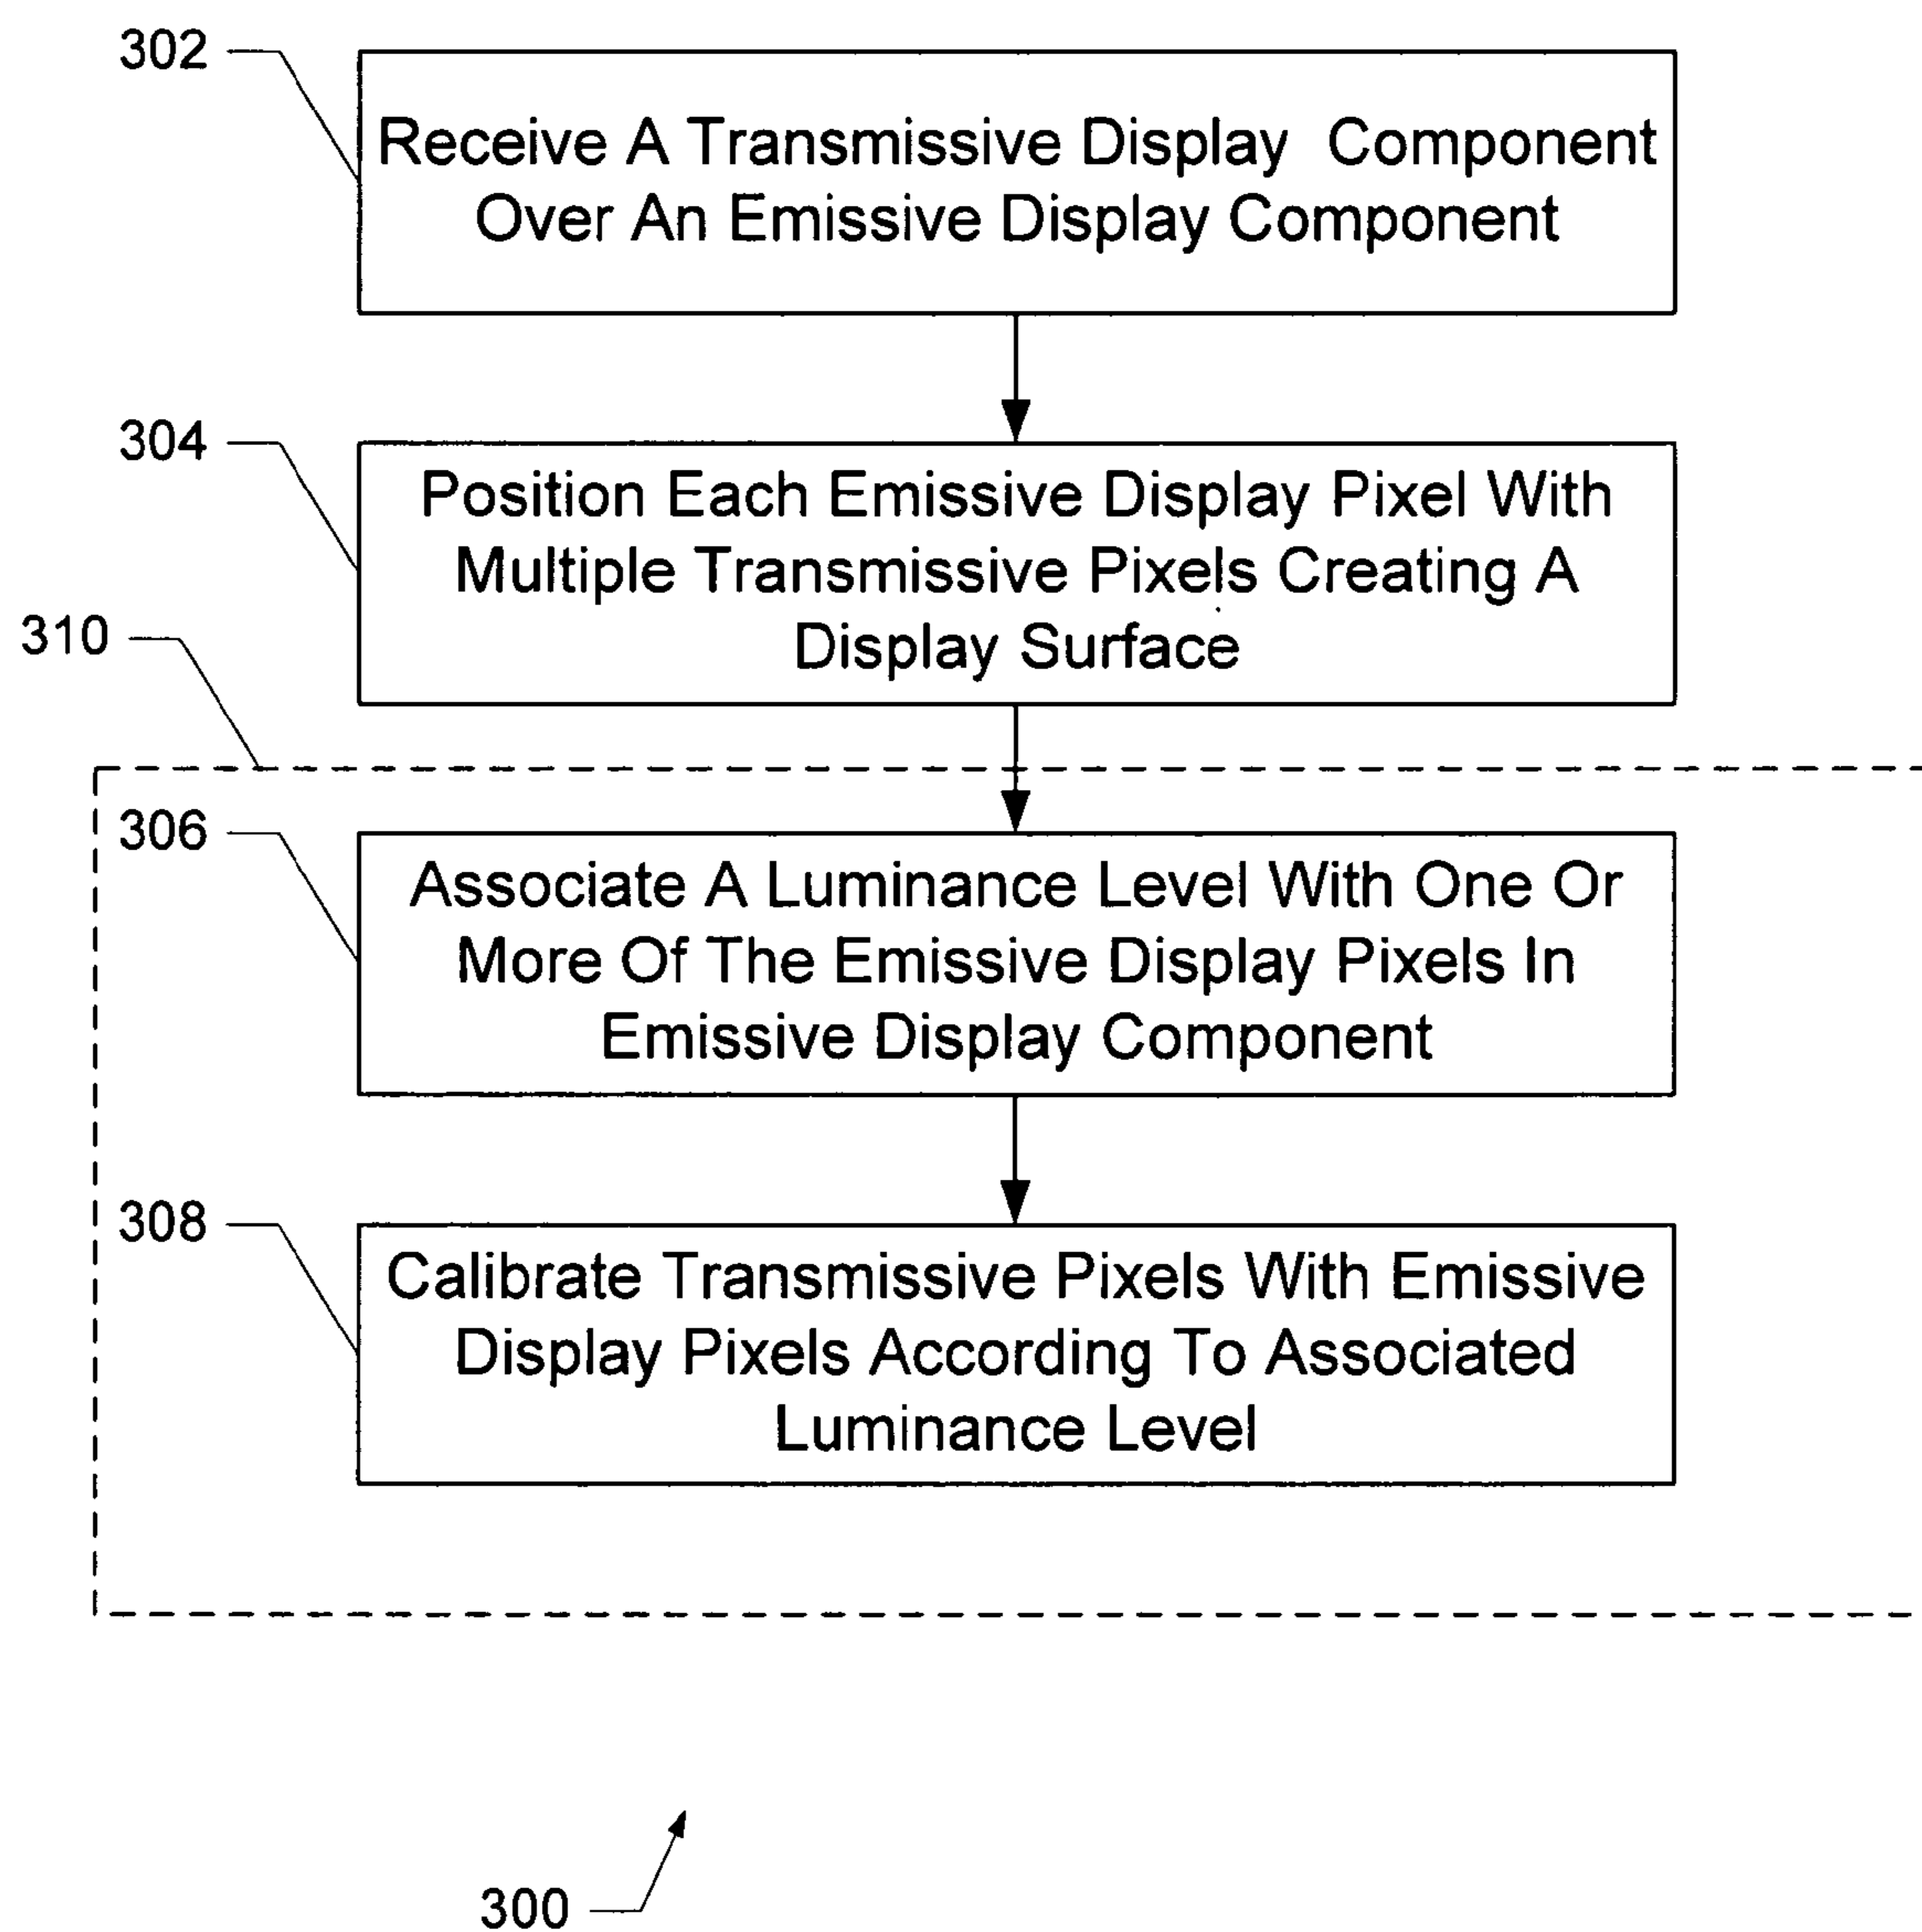 302
Receive A Transmissive Display Component
Over An Emissive Display Component
304
Position Each Emissive Display Pixel With
Multiple Transmissive Pixels Creating A
Display Surface
310
306
Associate A Luminance Level With One Or
More Of The Emissive Display Pixels In
Emissive Display Component
308
Calibrate Transmissive Pixels With Emissive
Display Pixels According To Associated
Luminance Level
300